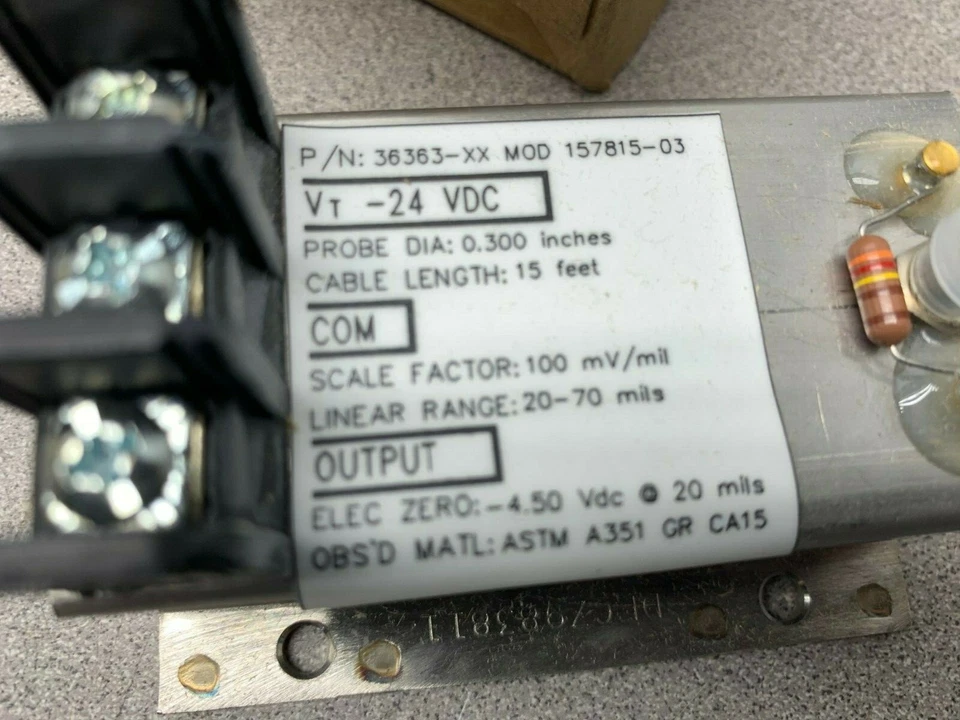 P/N: 36363-XX MOD 157815-03
VT -24 VDC
PROBE DIA: 0.300 inches
CABLE LENGTH: 15 feet
COM
SCALE FACTOR: 100 mV/mil
LINEAR RANGE: 20-70 mils
OUTPUT
ELEC ZERO: -4.50 Vdc @ 20 mils
OBS'D MATL: ASTM A351 GR CA15